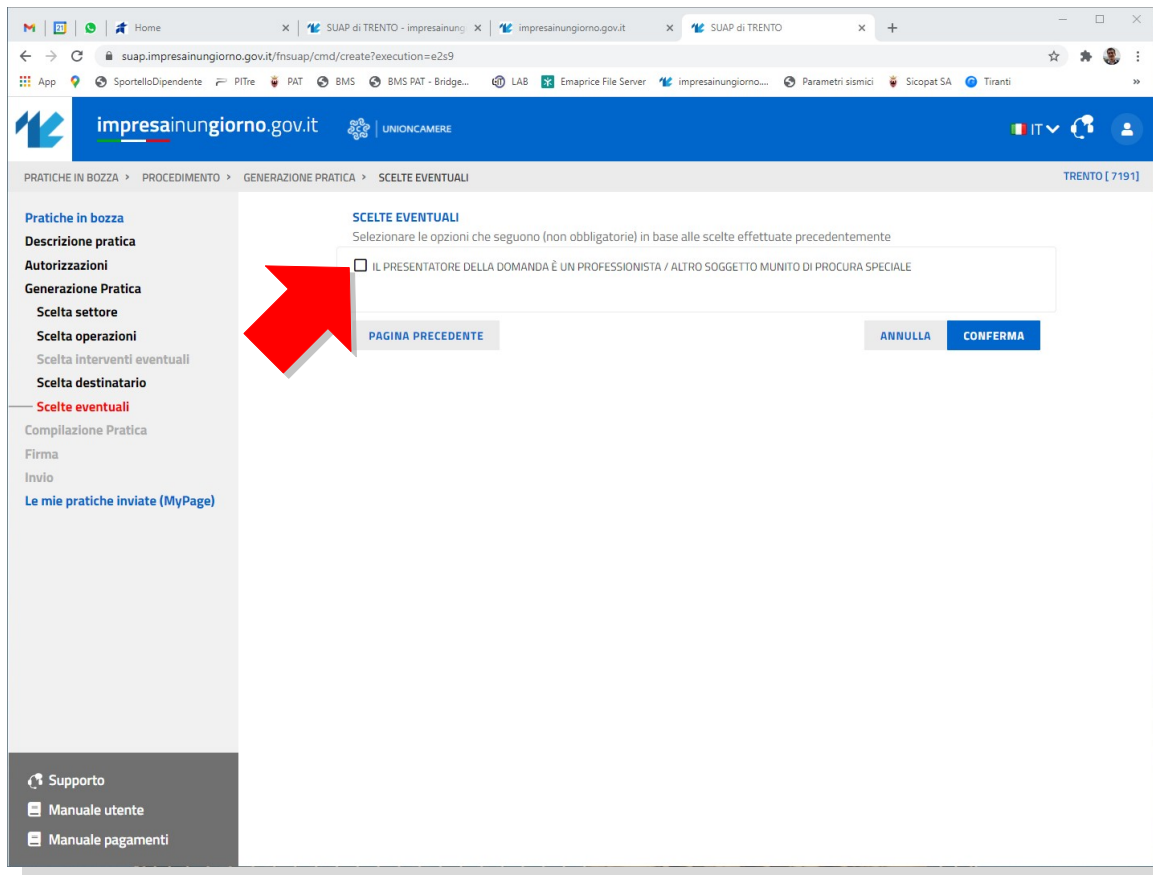 Home
SUAP di TRENTO - impresainung
impresainungiorno.gov.it
SUAP di TRENTO
suap.impresainungiorno.gov.it/fnsuap/cmd/create?execution=e2s9
App SportelloDipendente PITre PAT BMS BMS PAT - Bridge... LAB Emaprice File Server impresainungiorno.... Parametri sismici Sicopat SA Tiranti »
impresainungiorno.gov.it UNIONCAMERE IT
PRATICHE IN BOZZA > PROCEDIMENTO > GENERAZIONE PRATICA > SCELTE EVENTUALI TRENTO [ 7191]
Pratiche in bozza
Descrizione pratica
Autorizzazioni
Generazione Pratica
Scelta settore
Scelta operazioni
Scelta interventi eventuali
Scelta destinatario
Scelte eventuali
Compilazione Pratica
Firma
Invio
Le mie pratiche inviate (MyPage)
SCELTE EVENTUALI
Selezionare le opzioni che seguono (non obbligatorie) in base alle scelte effettuate precedentemente
IL PRESENTATORE DELLA DOMANDA È UN PROFESSIONISTA / ALTRO SOGGETTO MUNITO DI PROCURA SPECIALE
PAGINA PRECEDENTE ANNULLA CONFERMA
Supporto
Manuale utente
Manuale pagamenti